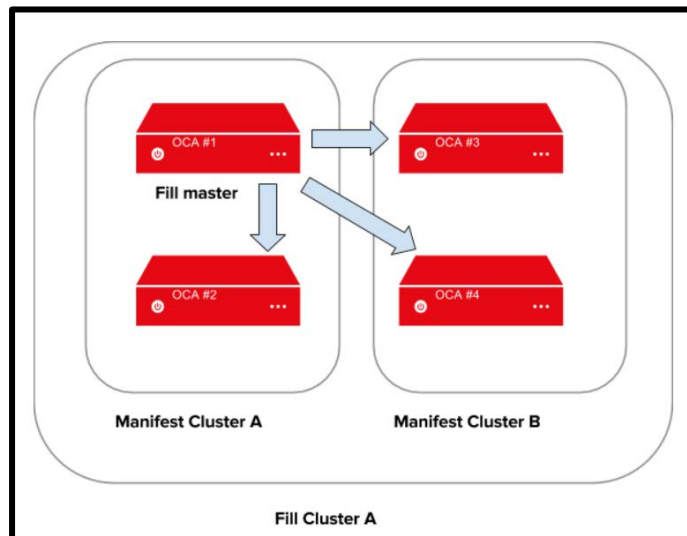 OCA #1
OCA #3
Fill master
OCA #2
OCA #4
Manifest Cluster A
Manifest Cluster B
Fill Cluster A